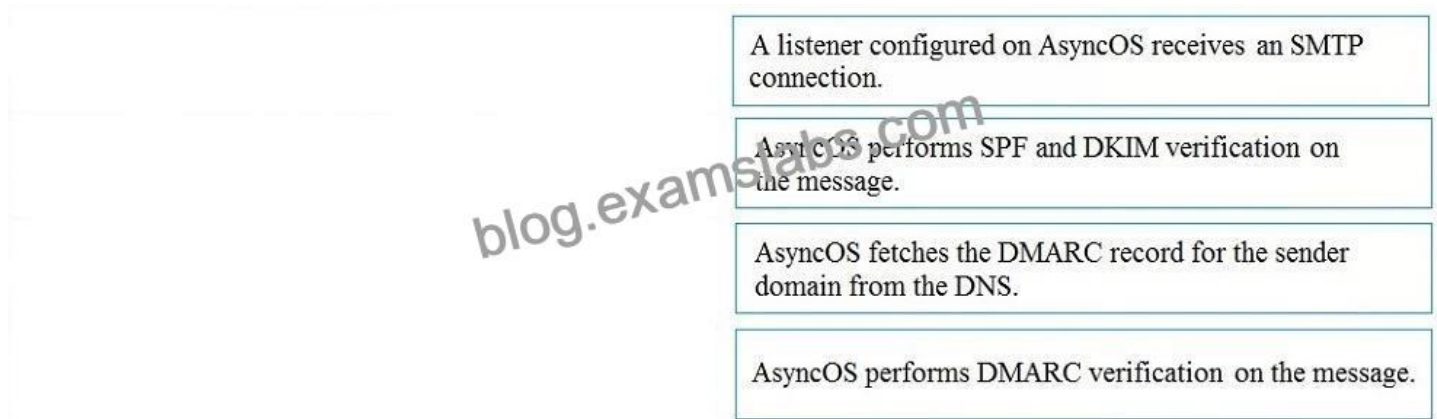 A listener configured on AsyncOS receives an SMTP
connection.
AsyncOS performs SPF and DKIM verification on
the message.
blog.examslabs.com
AsyncOS fetches the DMARC record for the sender
domain from the DNS.
AsyncOS performs DMARC verification on the message.